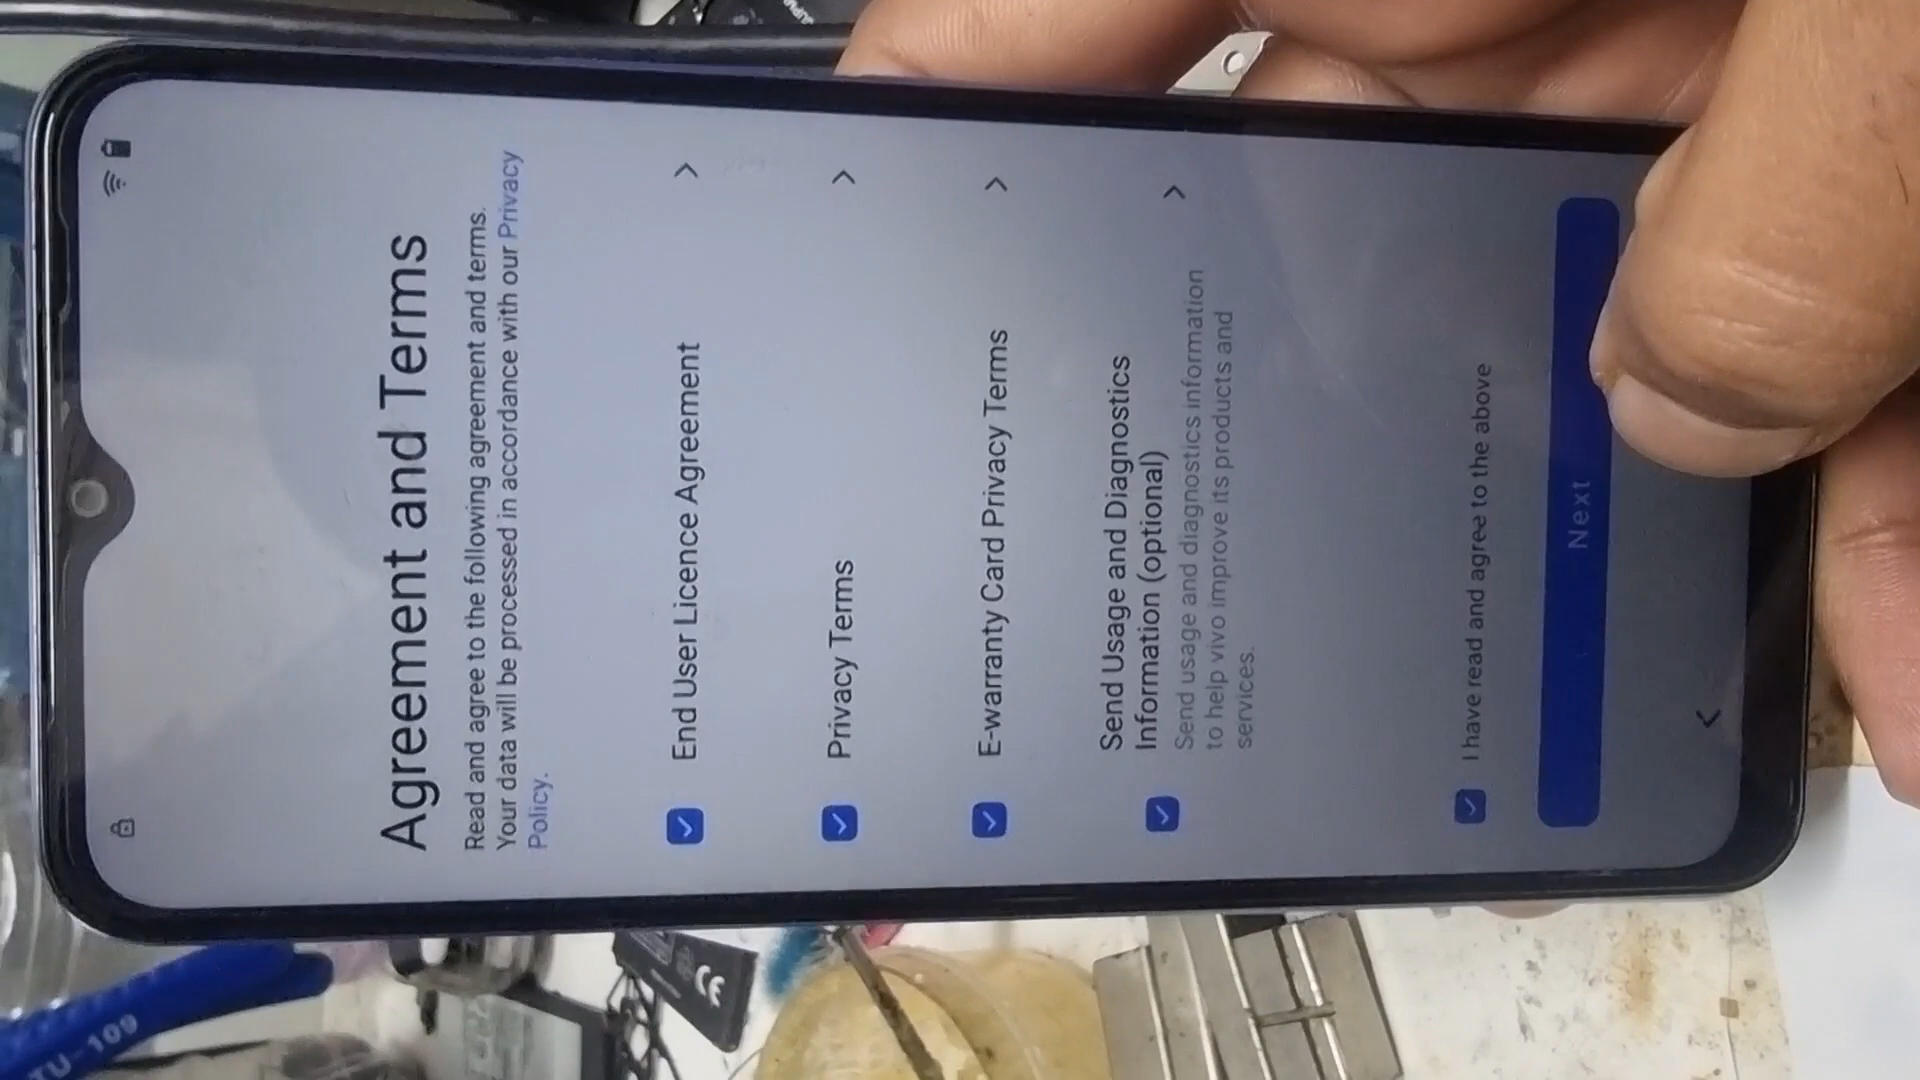 Agreement and Terms
Read and agree to the following agreement and terms.
Your data will be processed in accordance with our Privacy
Policy.
End User Licence Agreement
Privacy Terms
E-warranty Card Privacy Terms
Send Usage and Diagnostics
Information (optional)
Send usage and diagnostics information
to help vivo improve its products and
services.
I have read and agree to the above
Next
TU-109